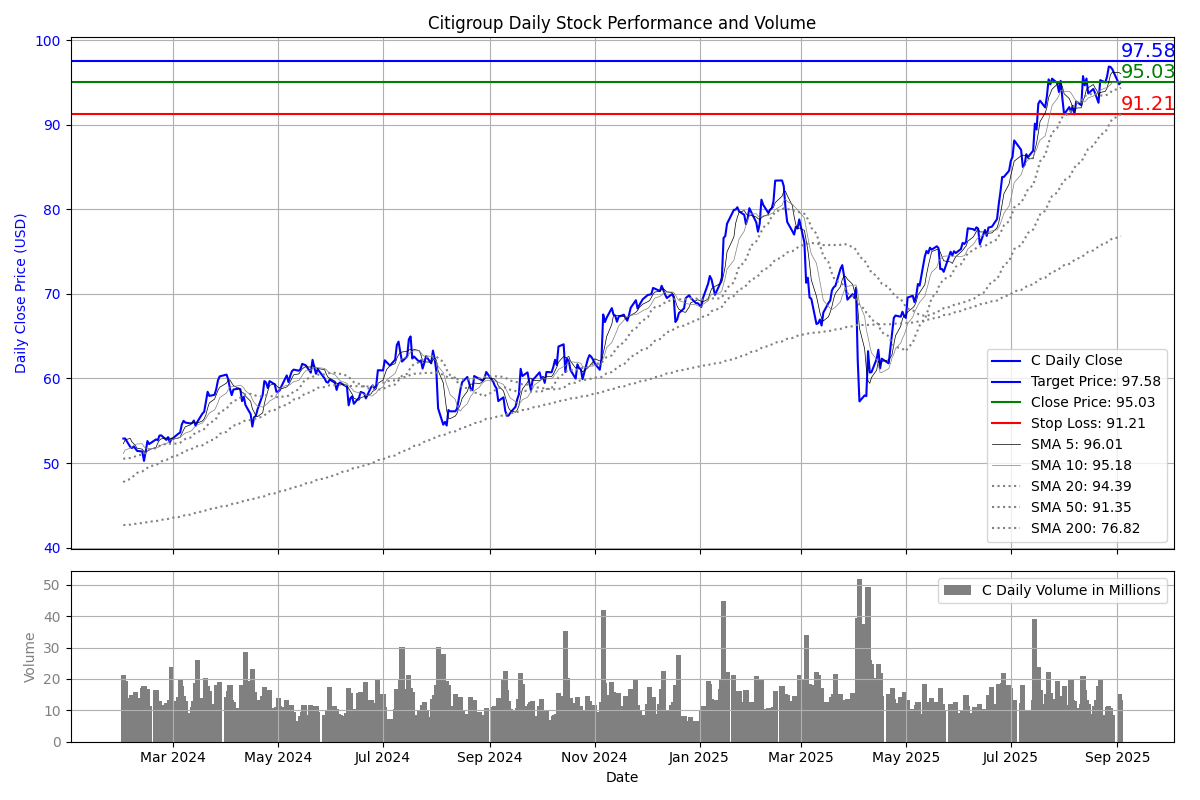 Citigroup Daily Stock Performance and Volume
100
90
80
70
60
50
40
Daily Close Price (USD)
97.58
95.03
91.21
C Daily Close
Target Price: 97.58
Close Price: 95.03
Stop Loss: 91.21
SMA 5: 96.01
SMA 10: 95.18
SMA 20: 94.39
SMA 50: 91.35
SMA 200: 76.82
50
40
30
20
10
0
Volume
C Daily Volume in Millions
Mar 2024 May 2024 Jul 2024 Sep 2024 Nov 2024 Jan 2025 Mar 2025 May 2025 Jul 2025 Sep 2025
Date